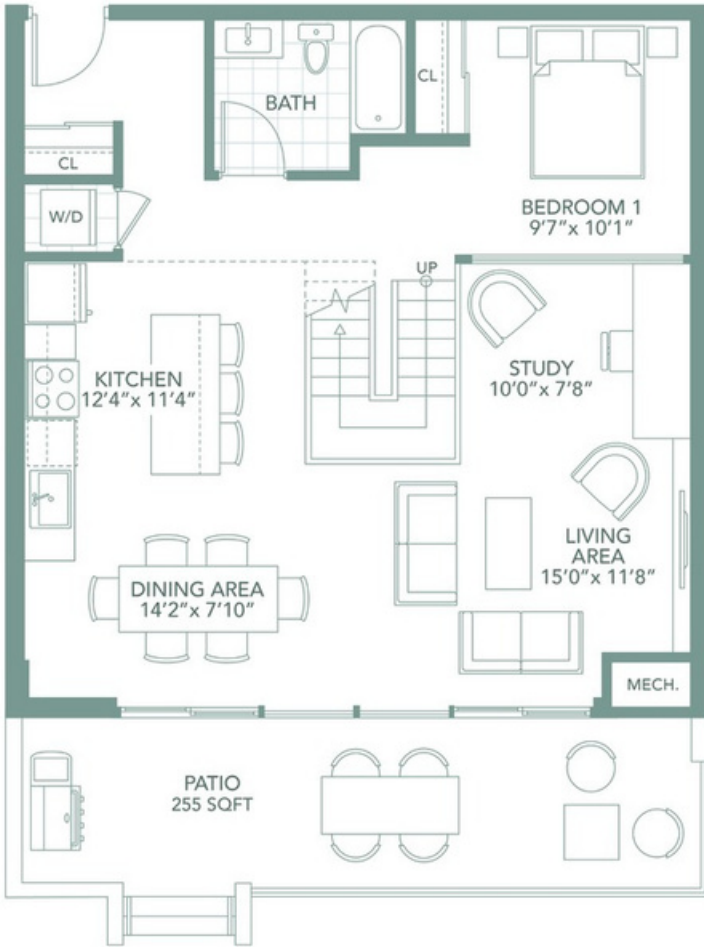 BATH
CL
CL
W/D
BEDROOM 1
9'7" x 10'1"
UP
KITCHEN
12'4" x 11'4"
STUDY
10'0" x 7'8"
LIVING
AREA
15'0" x 11'8"
DINING AREA
14'2" x 7'10"
MECH.
PATIO
255 SQFT